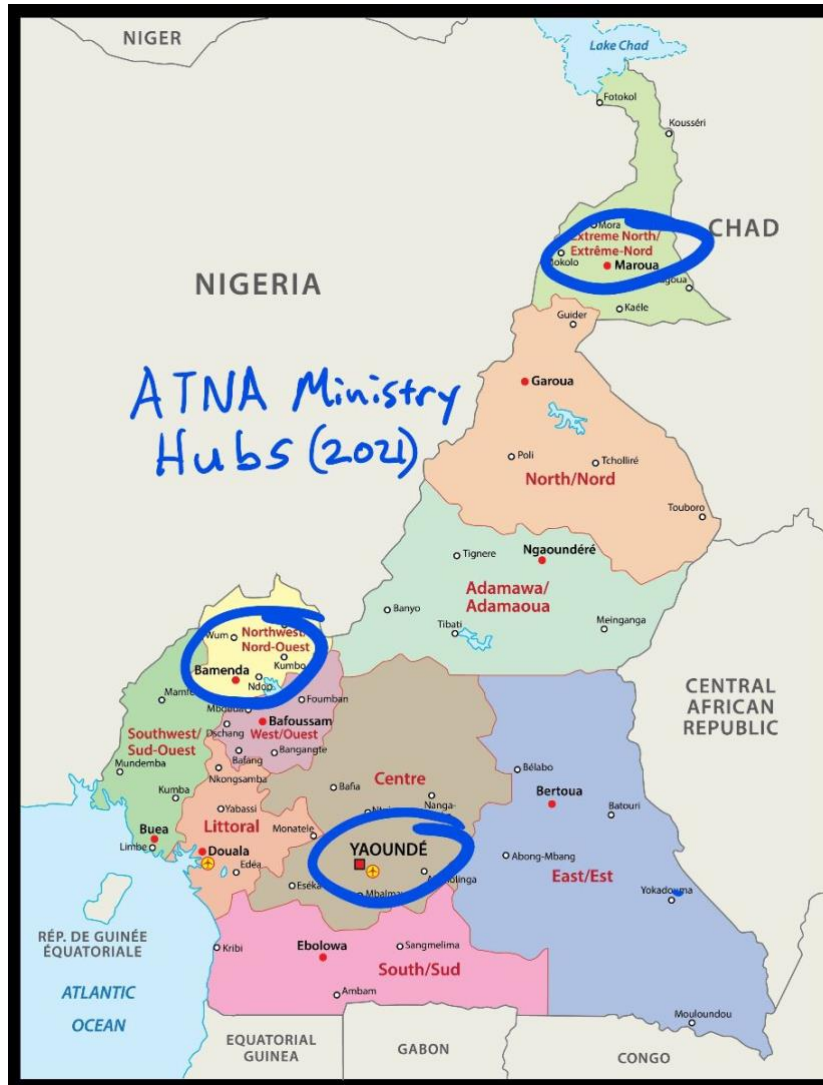 NIGER
Lake Chad
Fotokol
Kousséri
CHAD
Mora
Extreme North/
Extrême-Nord
Maroua
Kaéle
NIGERIA
Guider
Garoua
ATNA Ministry
Hubs (2021)
Poli
Tcholliré
North/Nord
Touboro
Tignere
Ngaoundéré
Adamawa/
Adamaoua
Banyo
Tibati
Meinganga
Wum
Northwest/
Nord-Ouest
Kumbo
Bamenda
Ndop
Foumban
CENTRAL
AFRICAN
REPUBLIC
Bafoussam
West/Ouest
Southwest/
Sud-Ouest
Dschang
Bangangte
Bafang
Mundemba
Nkongsamba
Centre
Bélabo
Bafia
Nanga-
Bertoua
Kumba
Yabassi
Batouri
Littoral
Monatele
Buea
Limbe
Douala
YAOUNDÉ
Edéa
Abong-Mbang
East/Est
Eséka
Yokadouma
RÉP. DE GUINÉE
ÉQUATORIALE
Kribi
Ebolowa
Sangmelima
South/Sud
ATLANTIC
OCEAN
Ambam
Mouloundou
EQUATORIAL
GUINEA
GABON
CONGO